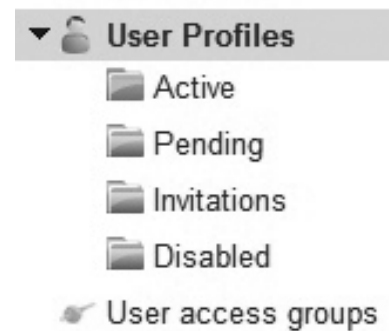 User Profiles
Active
Pending
Invitations
Disabled
User access groups